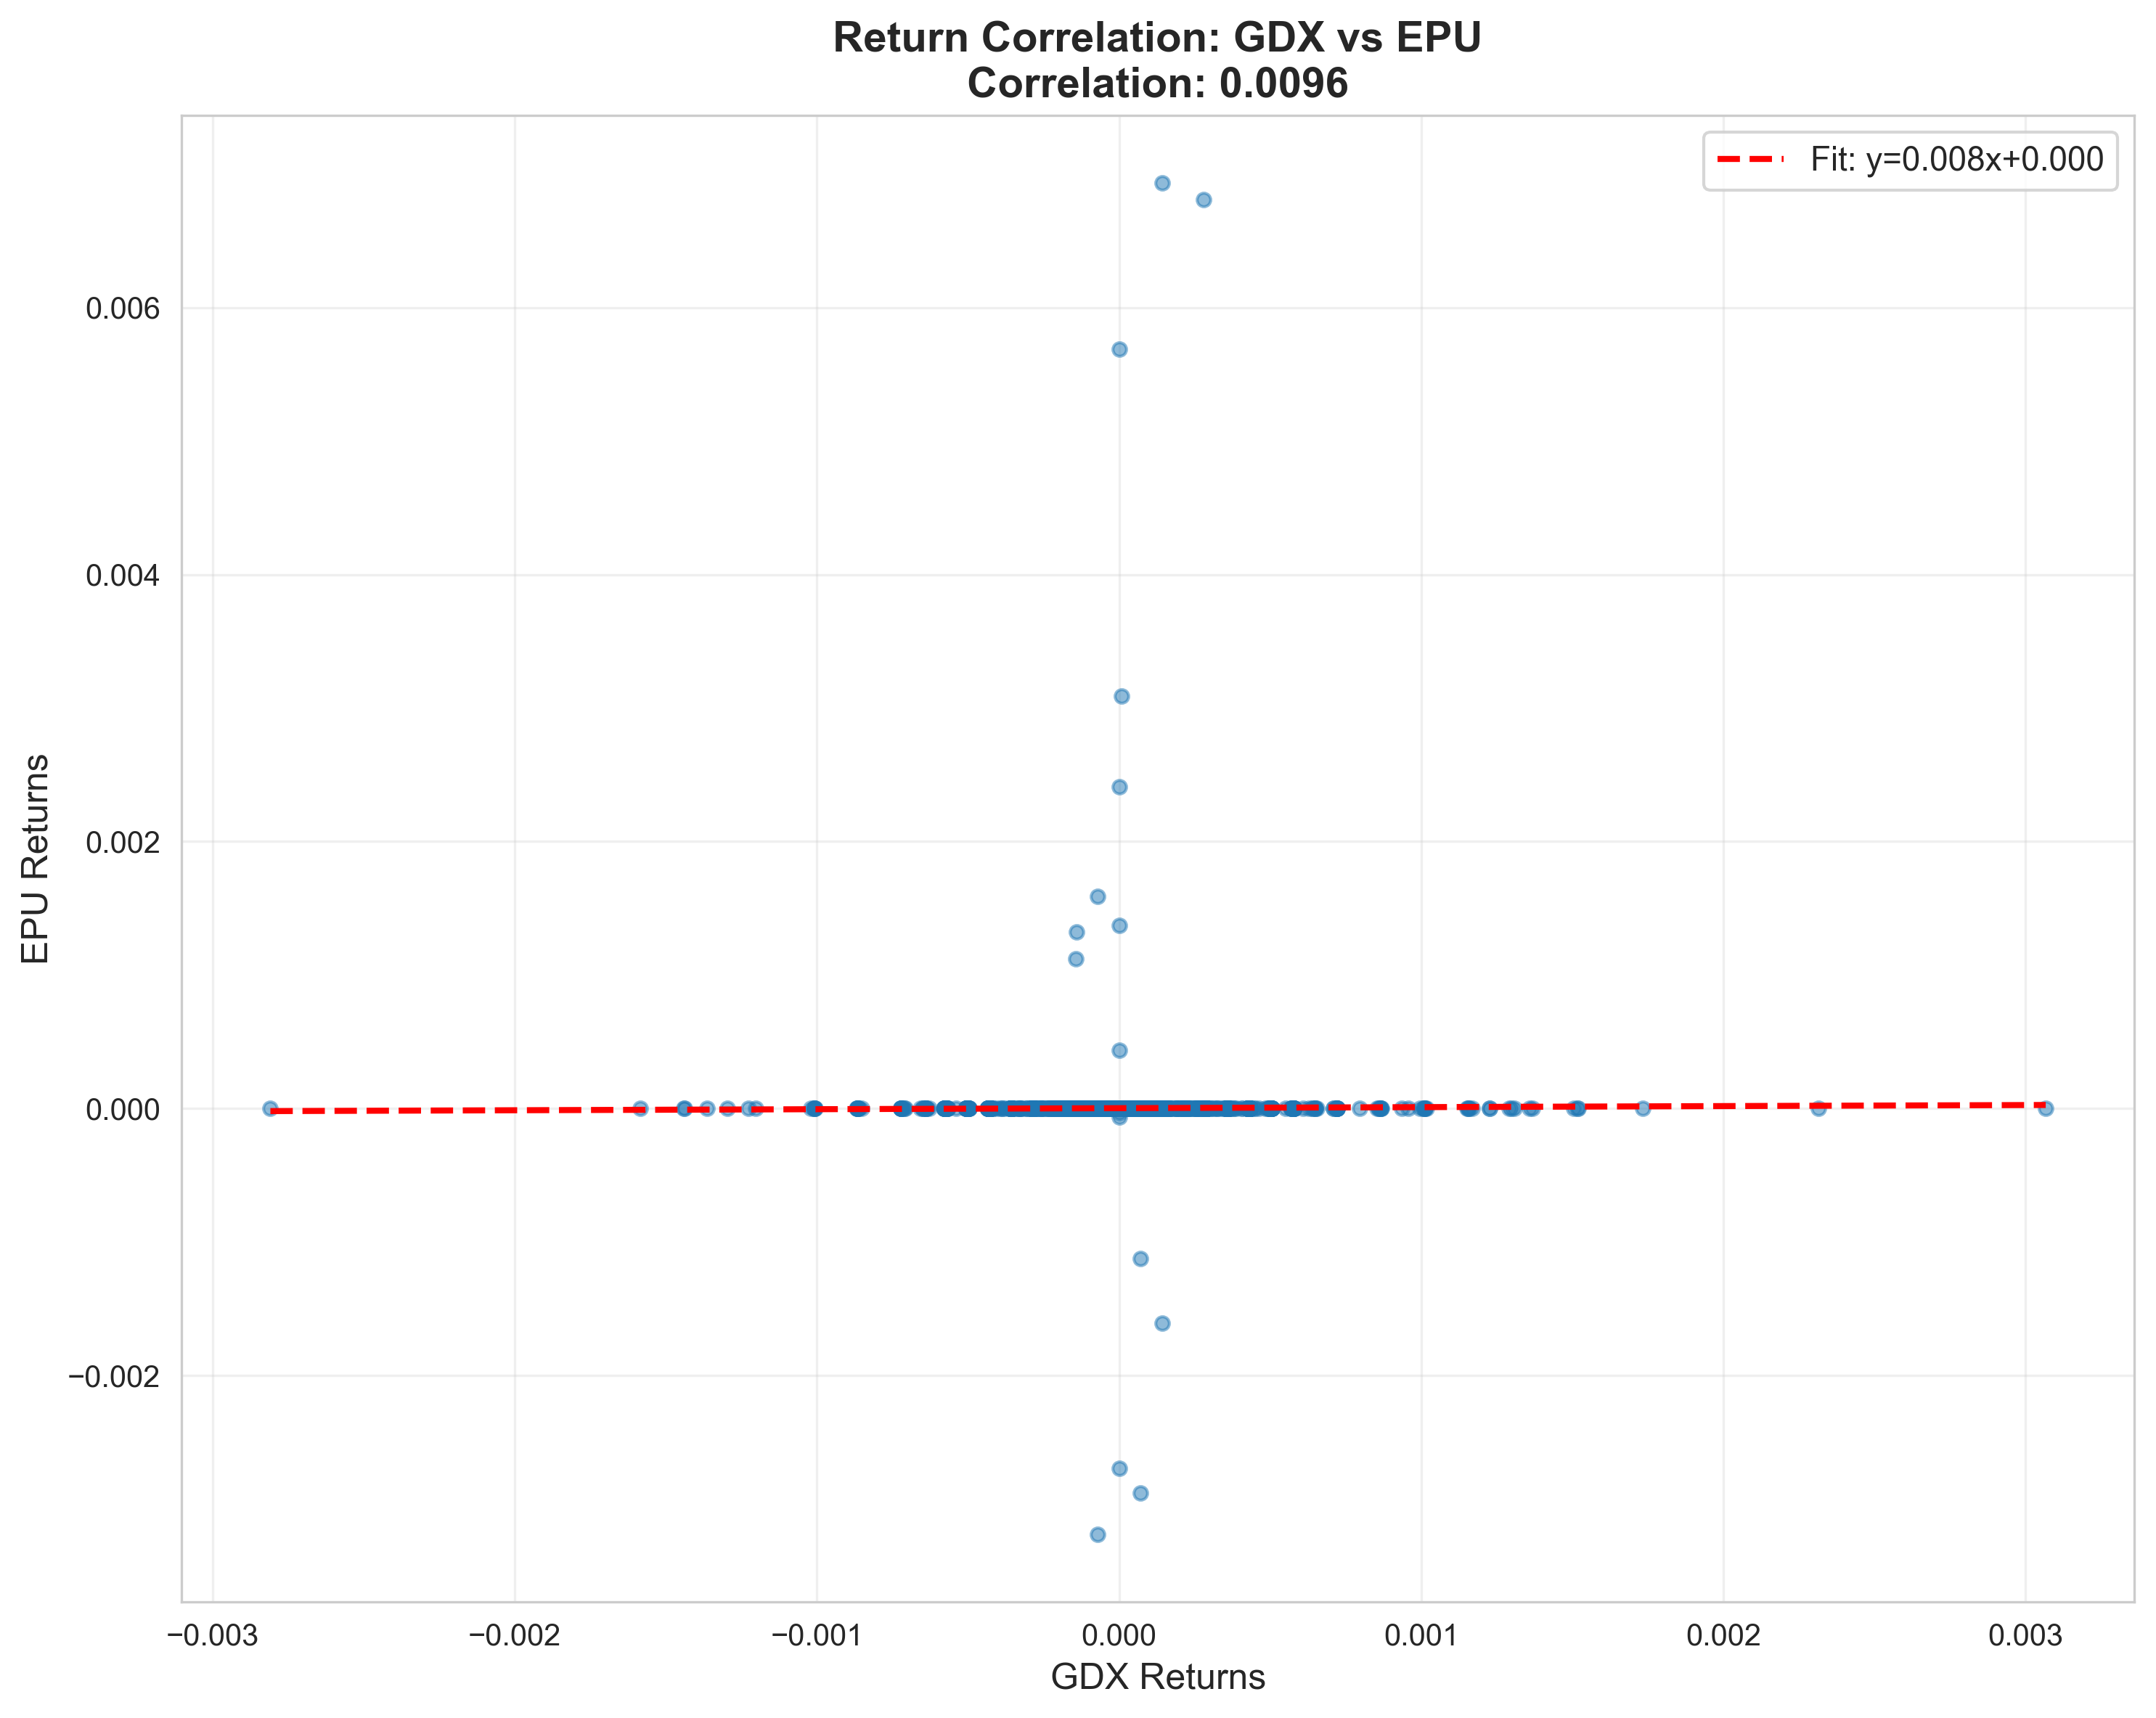 Return Correlation: GDX vs EPU
Correlation: 0.0096
Fit: y=0.008x+0.000
EPU Returns
0.006
0.004
0.002
0.000
−0.002
−0.003
−0.002
−0.001
0.000
0.001
0.002
0.003
GDX Returns